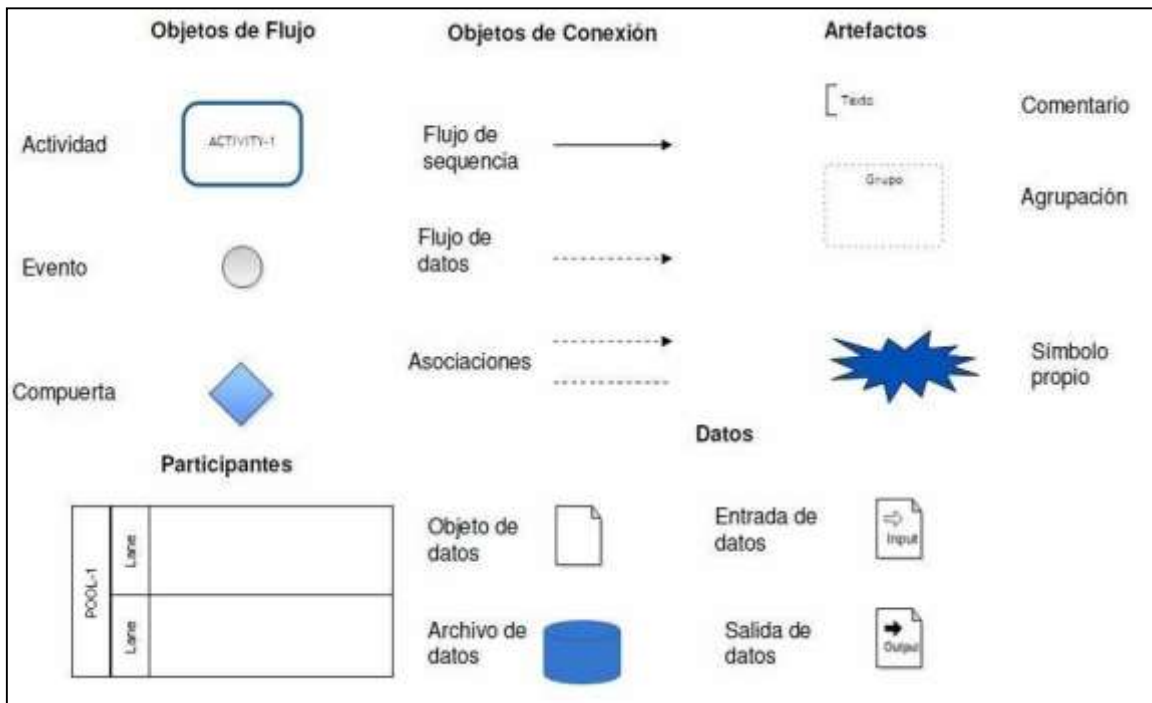 Objetos de Flujo
Objetos de Conexión
Artefactos
Actividad
ACTIVITY-1
Flujo de
sequencia
Texto
Comentario
Grupo
Agrupación
Evento
Flujo de
datos
Asociaciones
Compuerta
Símbolo
propio
Participantes
Datos
POOL-1
Lane
Lane
Objeto de
datos
Entrada de
datos
Input
Archivo de
datos
Salida de
datos
Output